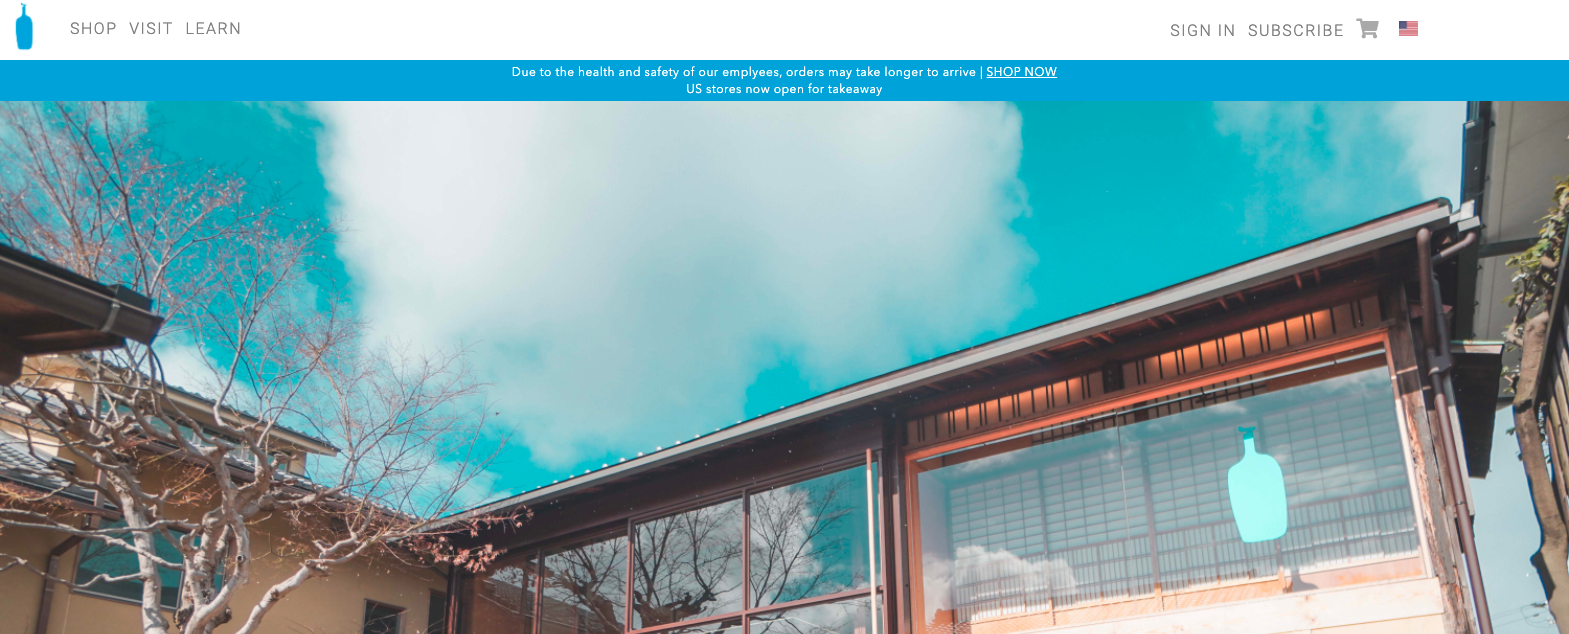 SHOP VISIT LEARN
SIGN IN SUBSCRIBE
Due to the health and safety of our emplyees, orders may take longer to arrive | SHOP NOW
US stores now open for takeaway